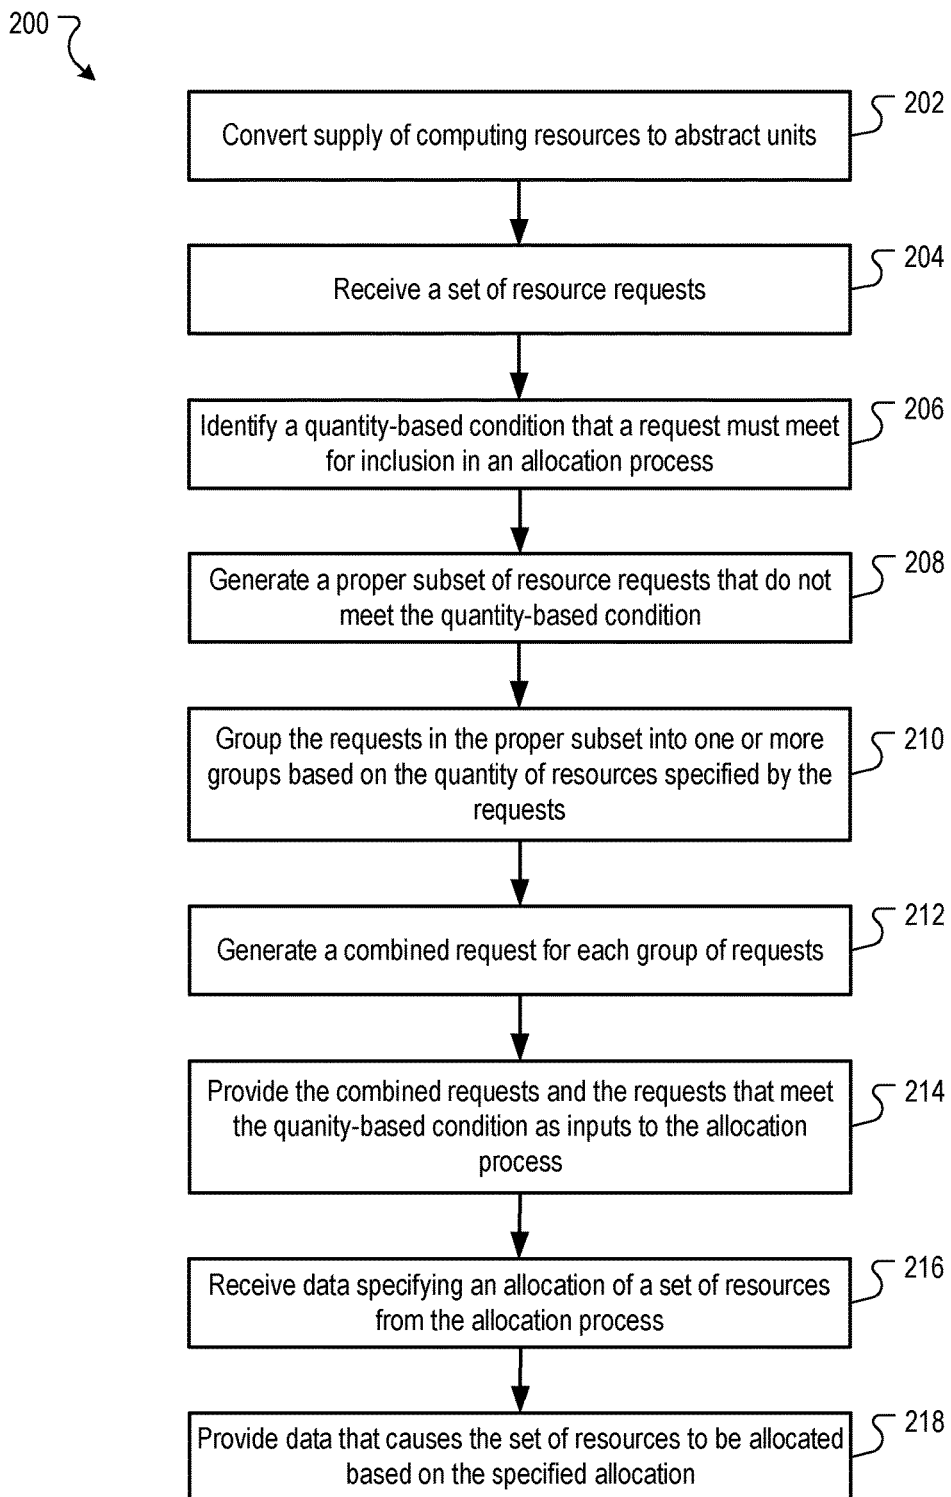 200
202
Convert supply of computing resources to abstract units
204
Receive a set of resource requests
206
Identify a quantity-based condition that a request must meet
for inclusion in an allocation process
208
Generate a proper subset of resource requests that do not
meet the quantity-based condition
210
Group the requests in the proper subset into one or more
groups based on the quantity of resources specified by the
requests
212
Generate a combined request for each group of requests
214
Provide the combined requests and the requests that meet
the quanity-based condition as inputs to the allocation
process
216
Receive data specifying an allocation of a set of resources
from the allocation process
218
Provide data that causes the set of resources to be allocated
based on the specified allocation